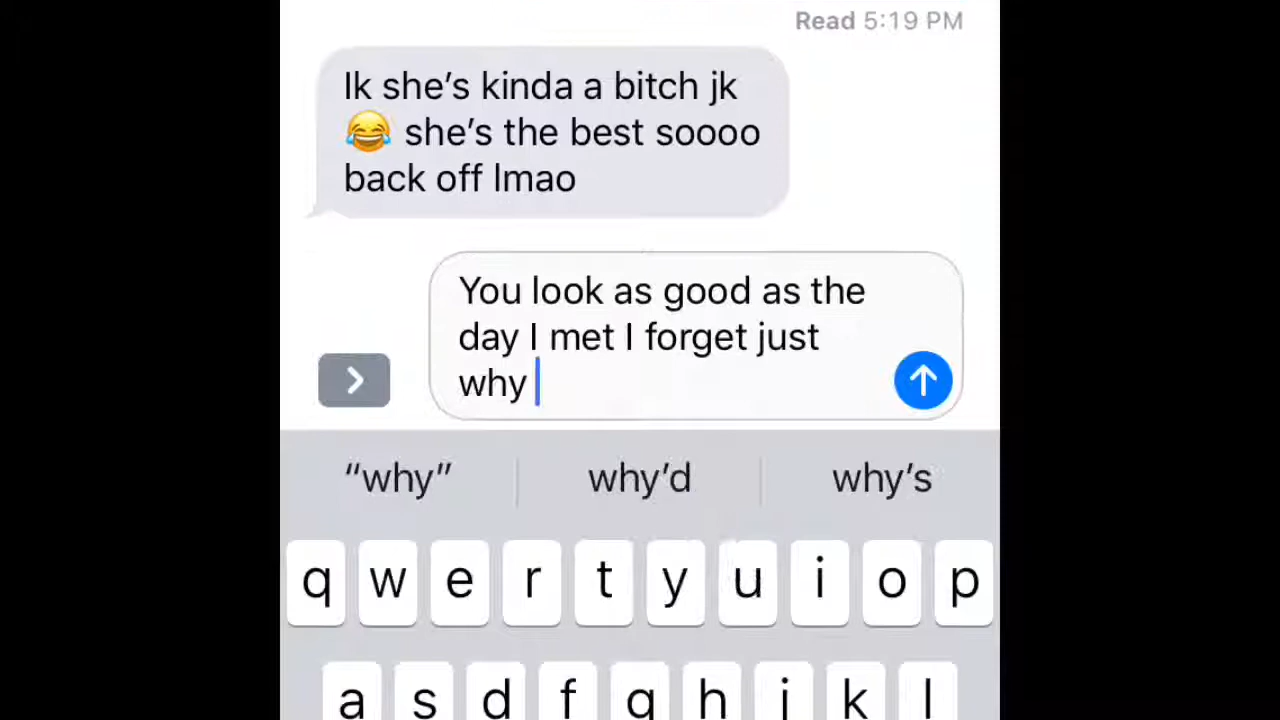 Read 5:19 PM
Ik she's kinda a bitch jk
😂 she's the best soooo
back off lmao
You look as good as the
day I met I forget just
why
"why" why'd why's
q w e r t y u i o p
a s d f g h j k l